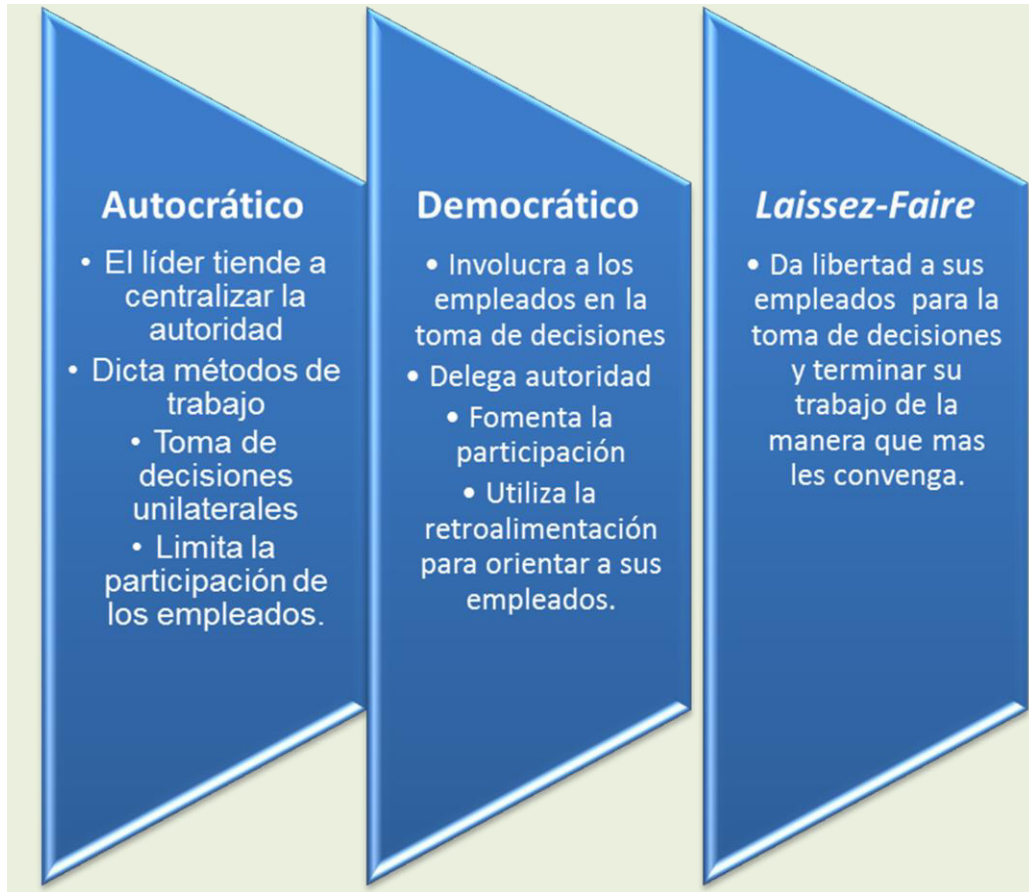 Autocrático
• El líder tiende a
centralizar la
autoridad
• Dicta métodos de
trabajo
• Toma de
decisiones
unilaterales
• Limita la
participación de
los empleados.
Democrático
• Involucra a los
empleados en la
toma de decisiones
• Delega autoridad
• Fomenta la
participación
• Utiliza la
retroalimentación
para orientar a sus
empleados.
Laissez-Faire
• Da libertad a sus
empleados para la
toma de decisiones
y terminar su
trabajo de la
manera que mas
les convenga.